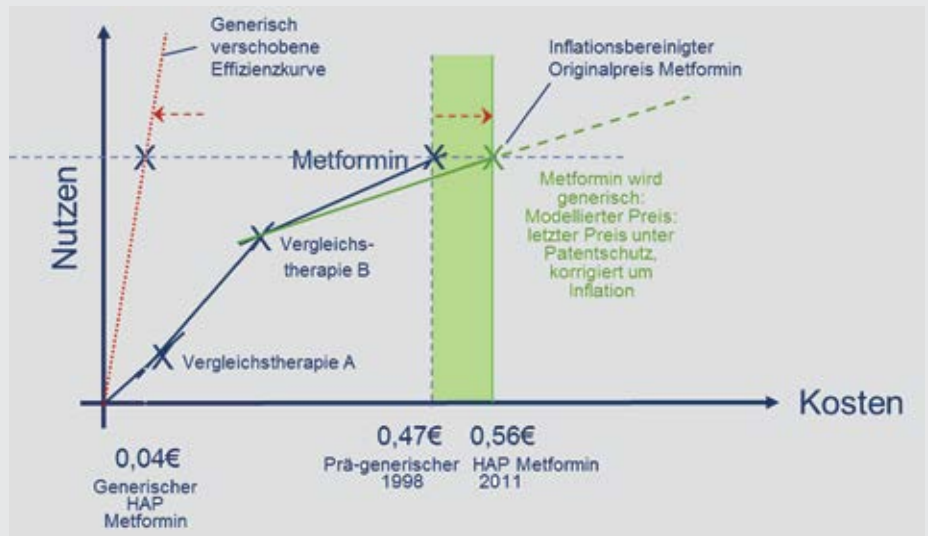 Generisch
verschobene
Effizienzkurve
Inflationsbereinigter
Originalpreis Metformin
Nutzen
Metformin
Metformin wird
generisch:
Modellierter Preis:
letzter Preis unter
Patentschutz,
korrigiert um
Inflation
Vergleichs-
therapie B
Vergleichstherapie A
Kosten
0,04€
Generischer
HAP
Metformin
0,47€
Prä-generischer
1998
0,56€
HAP Metformin
2011